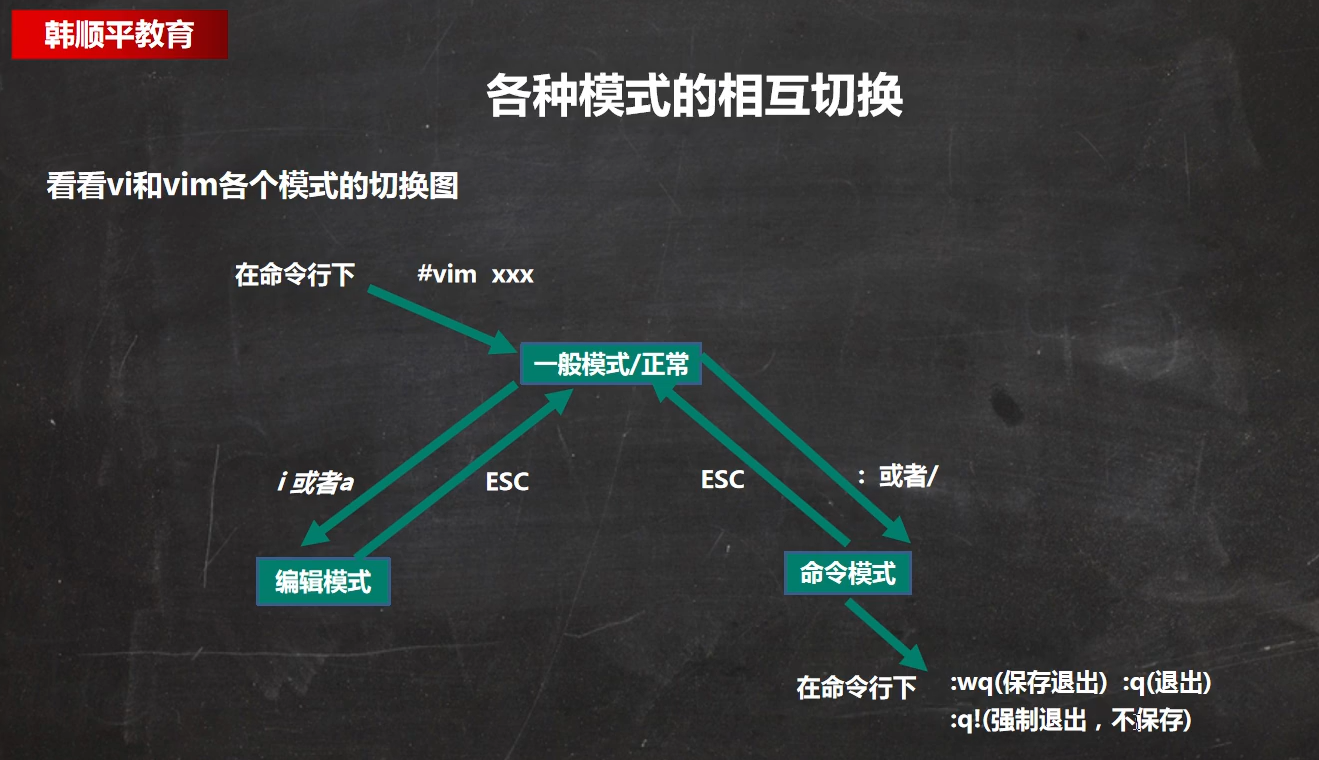 韩顺平教育
各种模式的相互切换
看看vi和vim各个模式的切换图
在命令行下 #vim xxx
一般模式/正常
i 或者a
ESC
ESC
：或者/
编辑模式
命令模式
在命令行下
:wq(保存退出) :q(退出)
:q!(强制退出，不保存)